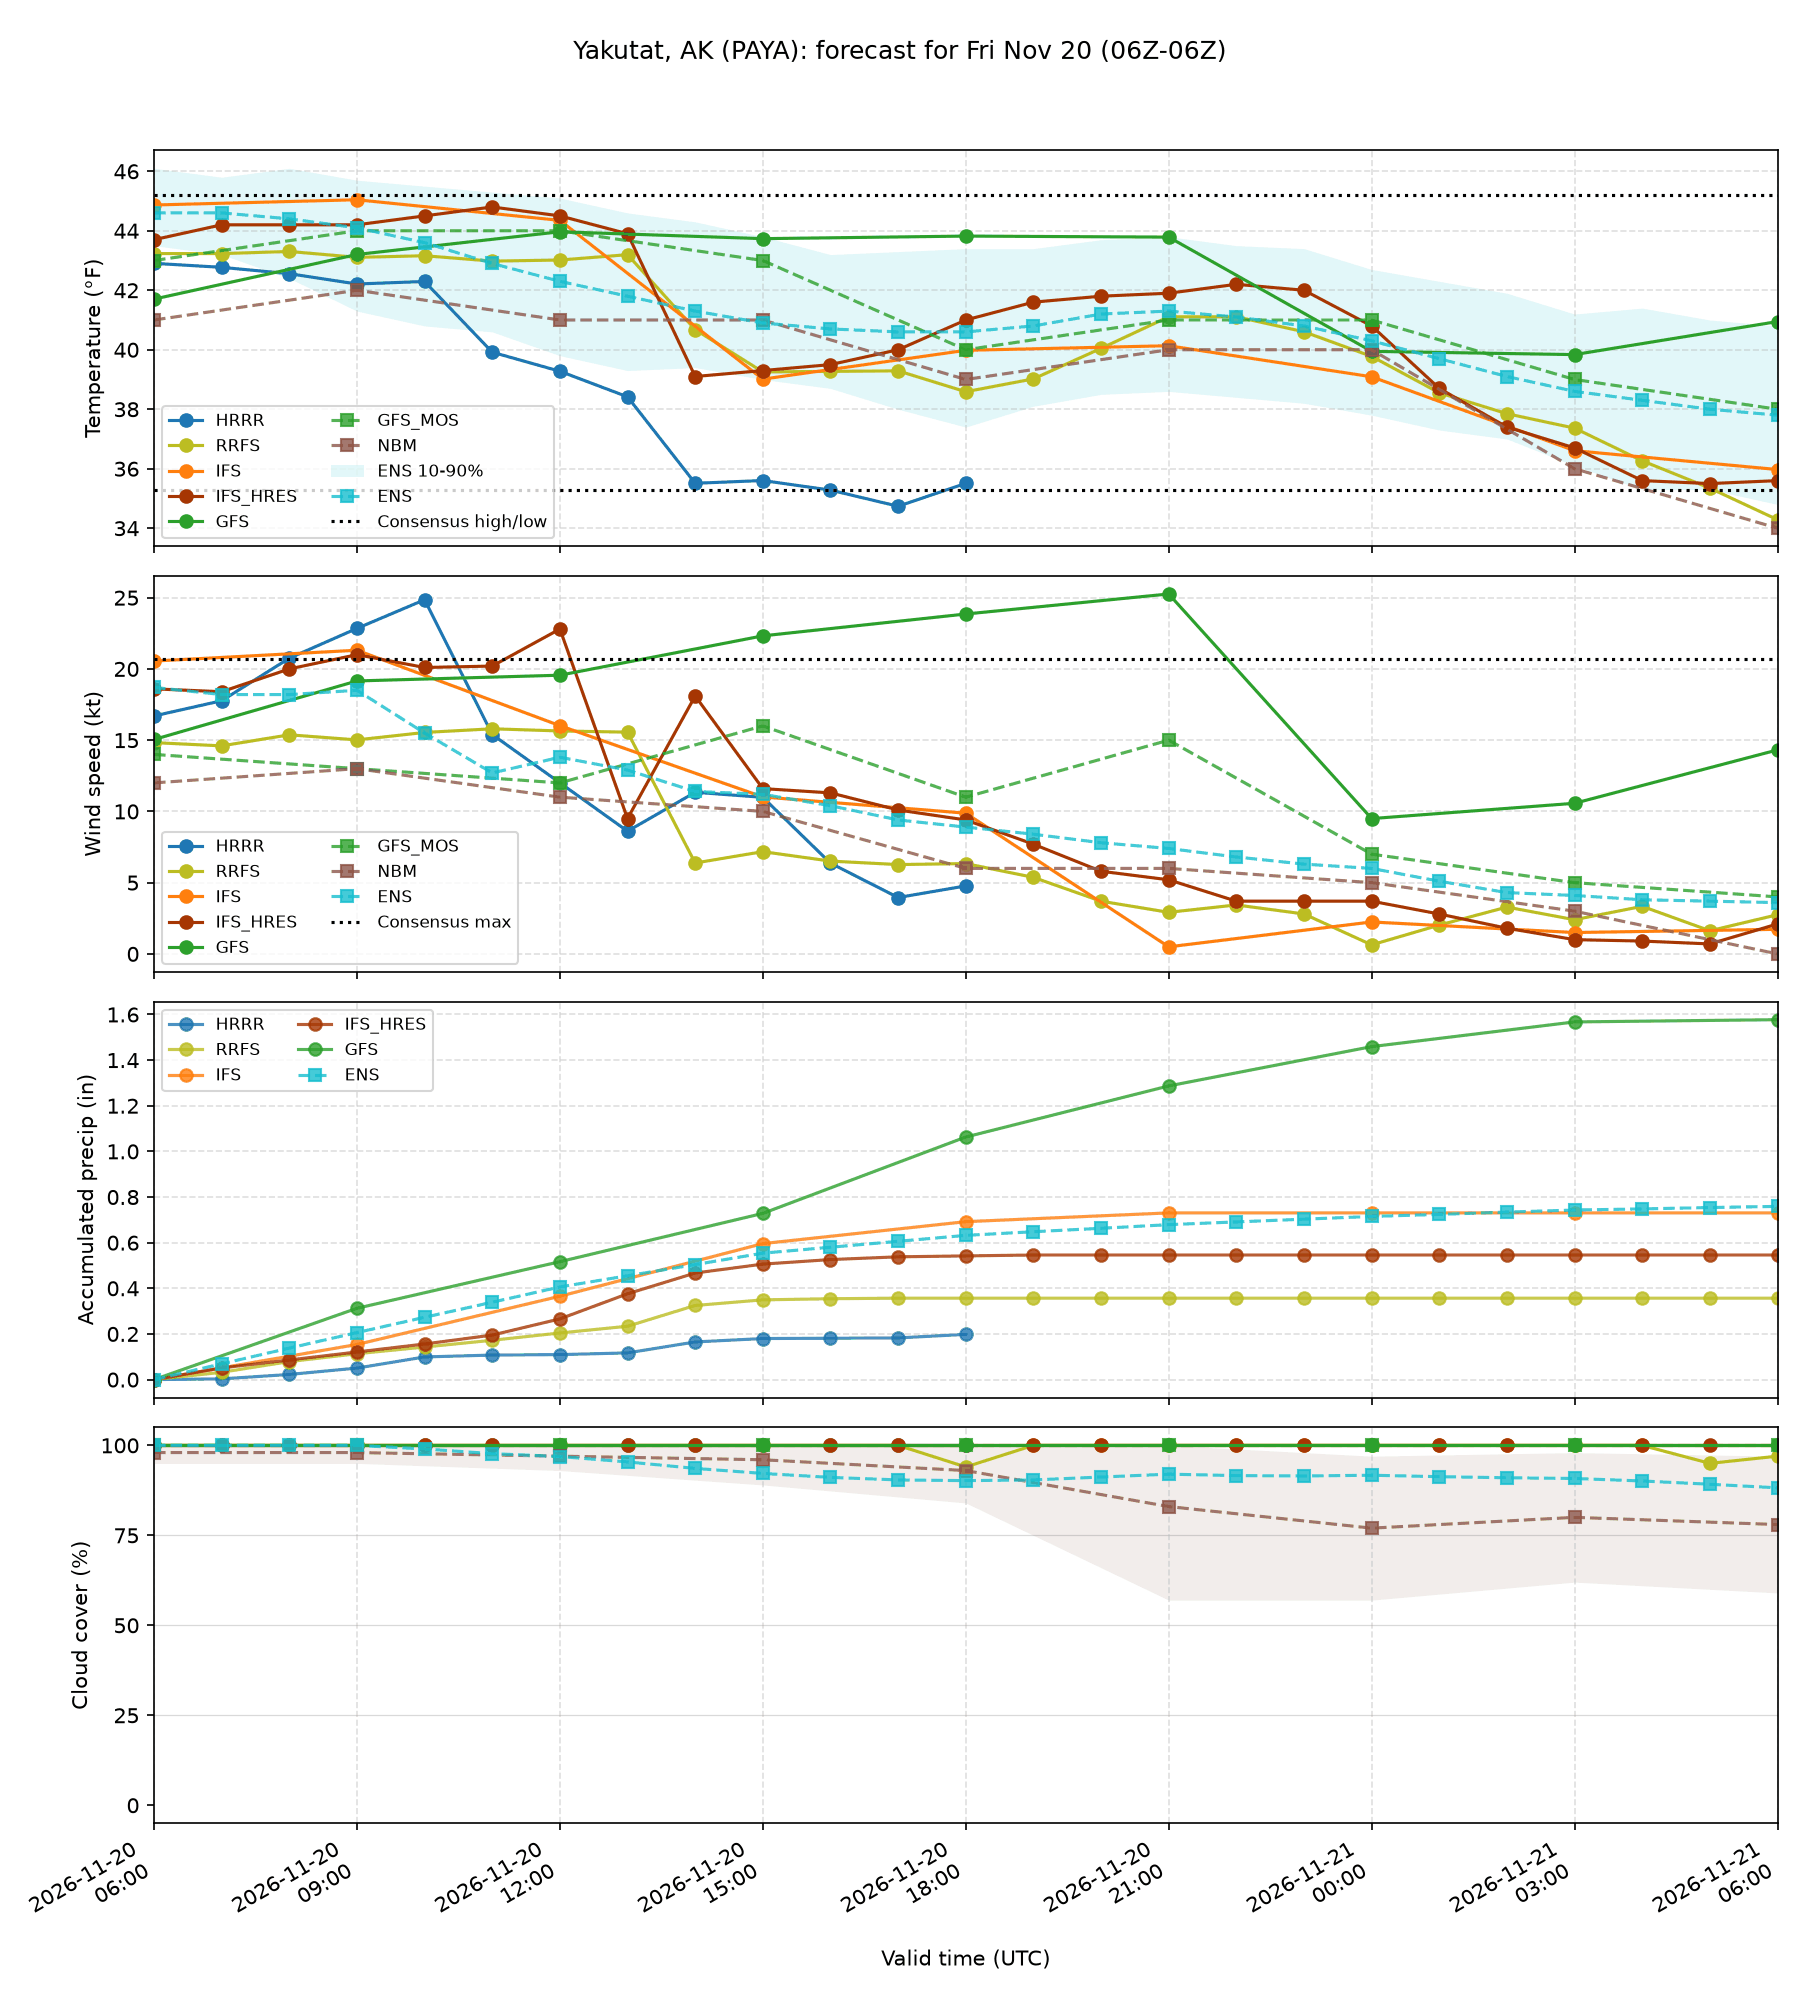 Yakutat, AK (PAYA): forecast for Fri Nov 20 (06Z-06Z)
Temperature (°F)
46
44
42
40
38
36
34
HRRR
RRFS
IFS
IFS_HRES
GFS
GFS_MOS
NBM
ENS 10-90%
ENS
Consensus high/low
Wind speed (kt)
25
20
15
10
5
0
HRRR
RRFS
IFS
IFS_HRES
GFS
GFS_MOS
NBM
ENS
Consensus max
Accumulated precip (in)
1.6
1.4
1.2
1.0
0.8
0.6
0.4
0.2
0.0
HRRR
RRFS
IFS
IFS_HRES
GFS
ENS
Cloud cover (%)
100
75
50
25
0
2026-11-20
06:00
2026-11-20
09:00
2026-11-20
12:00
2026-11-20
15:00
2026-11-20
18:00
2026-11-20
21:00
2026-11-21
00:00
2026-11-21
03:00
2026-11-21
06:00
Valid time (UTC)